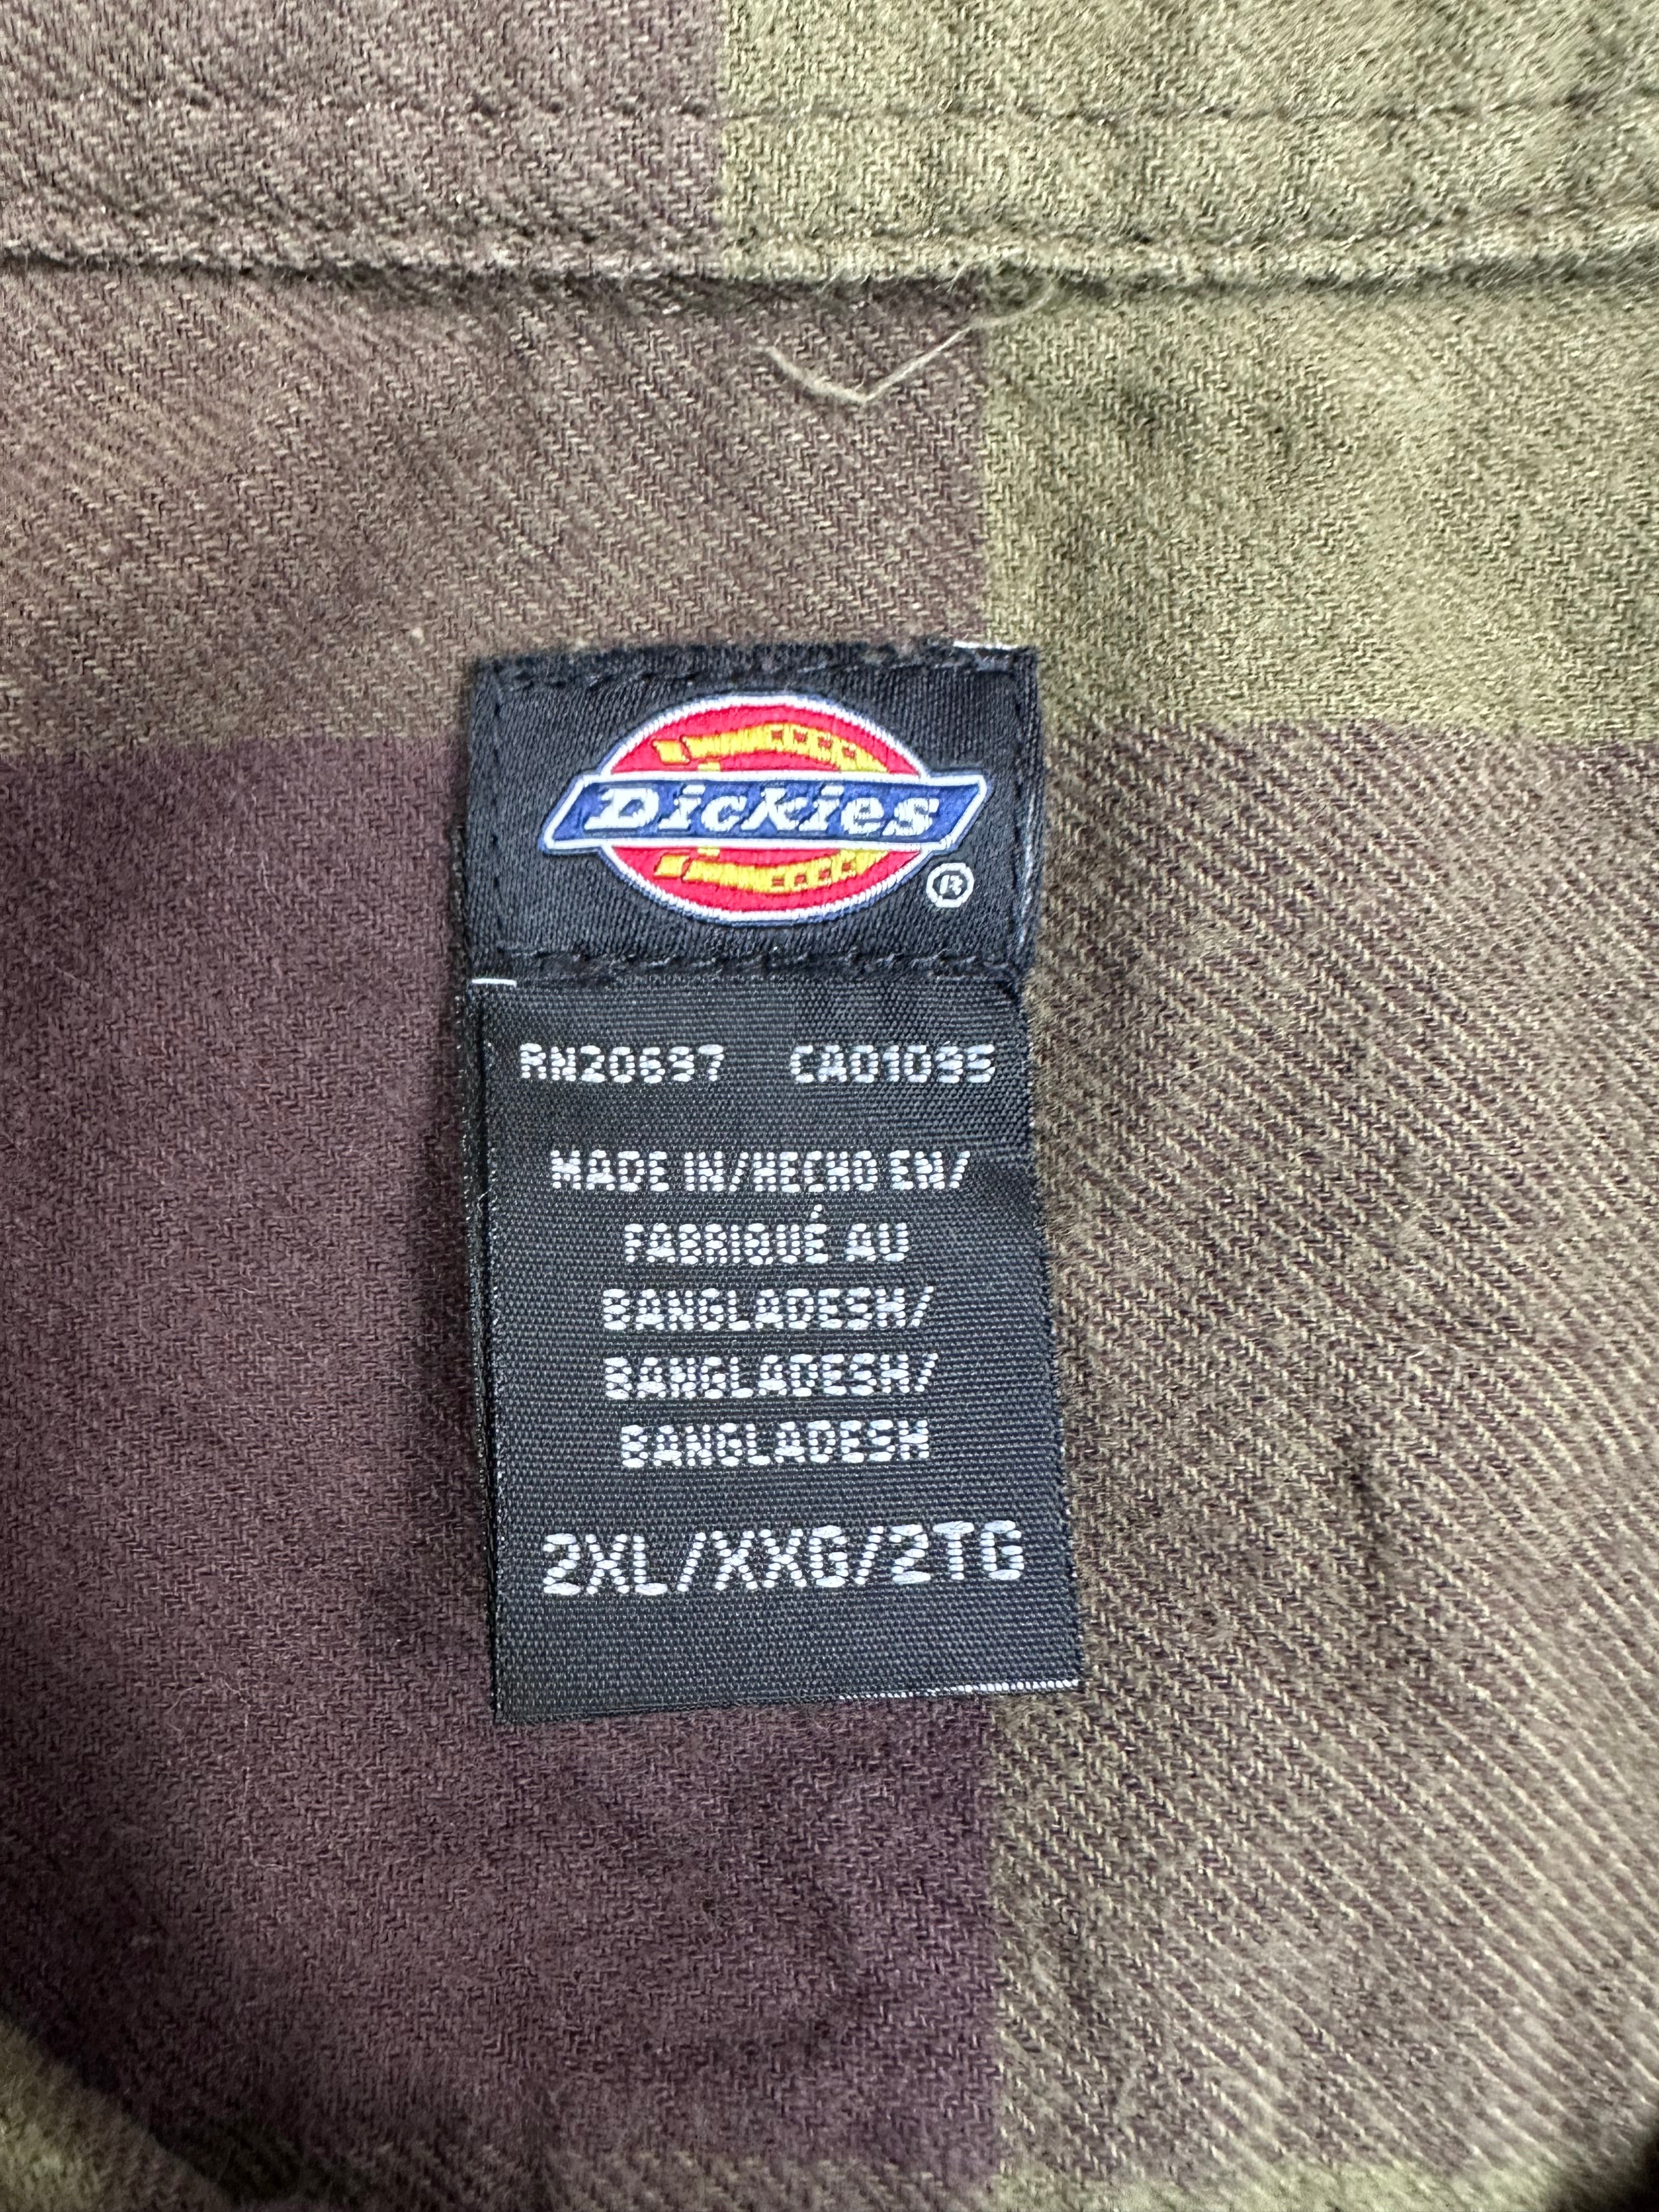 Dickies
®
RN20697 CA01095
MADE IN/HECHO EN/
FABRIQUÉ AU
BANGLADESH/
BANGLADESH/
BANGLADESH
2XL/XXG/2TG